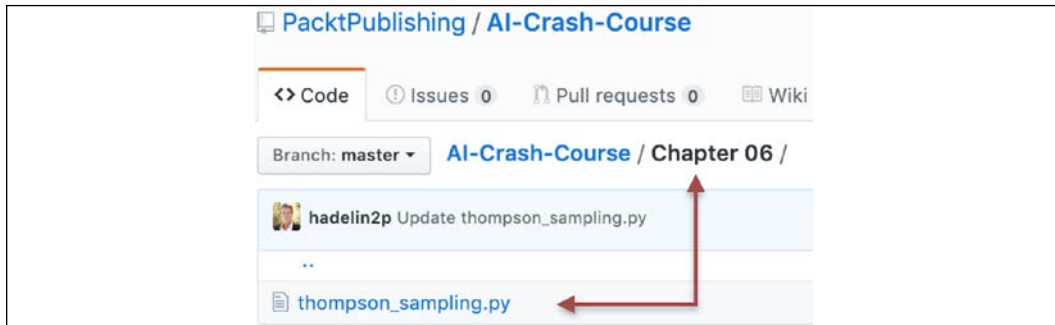 PacktPublishing / AI-Crash-Course
<> Code Issues 0 Pull requests 0 Wiki
Branch: master AI-Crash-Course / Chapter 06 /
hadelin2p Update thompson_sampling.py
..
thompson_sampling.py